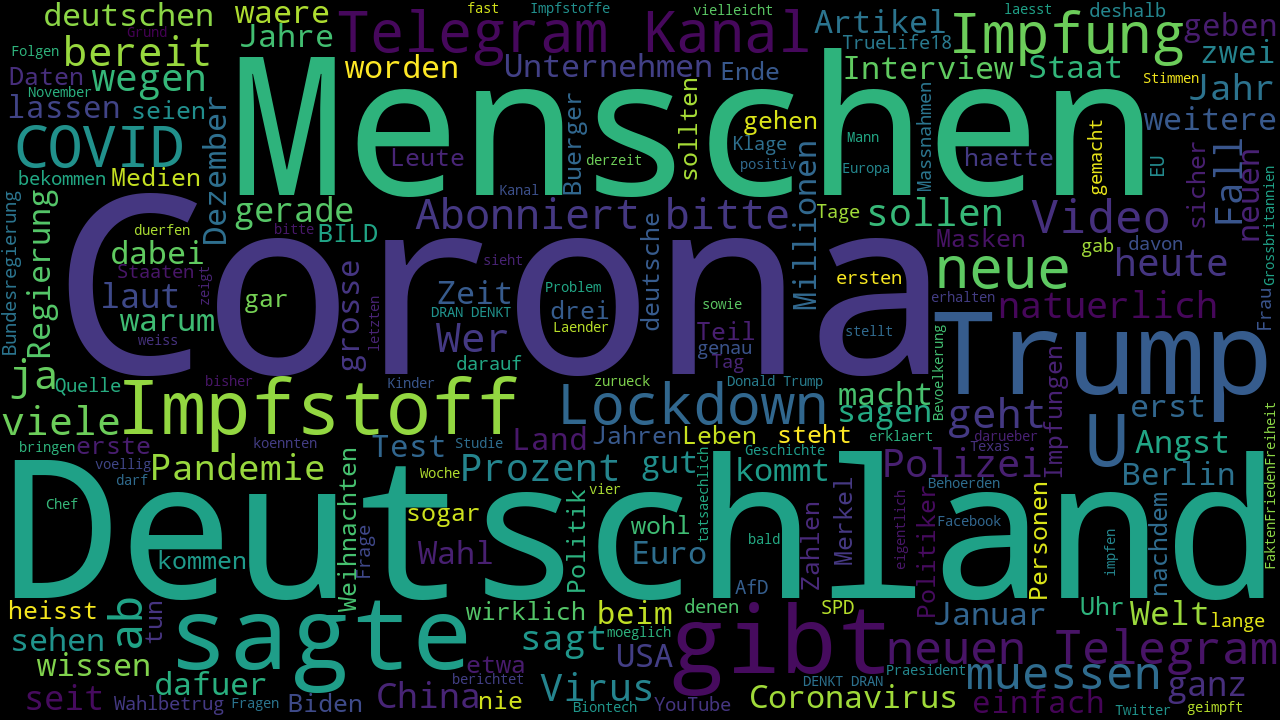 deutschen
waere
fast
Impfstoffe
vielleicht
laesst
deshalb
Folgen
Grund
Jahre
Telegram Kanal
Artikel
TrueLife18
Impfung
geben
bereit
worden
Unternehmen
Ende
Interview
Staat
zwei
Daten
wegen
November
Stimmen
Jahr
lassen
seien
Dezember
Menschen
sollten
gehen
Massnahmen
gemacht
EU
weitere
COVID
Leute
Buerger
derzeit
Klage
Mann
positiv
Europa
haette
sicher
Fall
neuen
Grossbritannien
bekommen
Medien
Kanal
Millionen
Bundesregierung
Regierung
duerfen
gerade
BILD
bitte
Abonniert bitte
Tage
sollen
Video
dabei
Corona
deutsche
sieht
Masken
gab
davon
Staaten
zeigt
ersten
neue
heute
laut
gar
grosse
letzten
Zeit
Problem
DRAN DENKT
drei
sowie
erhalten
natuerlich
Frau
warum
weiss
Wer
Laender
Teil
genau
stellt
Trump
darauf
Tag
ja
Quelle
bisher
Kinder
zurueck
Donald Trump
macht
Bevoelkerung
viele
Impfstoff
Lockdown
sagen
geht
Impfungen
erst
bringen
erste
koennten
Test
Studie
Land
Jahren
Leben
steht
erklaert
darueber
U
Angst
FaktenFriedenFreiheit
voellig
darf
Pandemie
Weihnachten
Woche
Prozent
gut
tatsaechlich
Geschichte
kommt
Polizei
Texas
Berlin
Deutschland
Chef
vier
Behoerden
sogar
Politik
wohl
Zahlen
Merkel
eigentlich
Politiker
Facebook
Personen
impfen
nachdem
kommen
Frage
Wahl
Euro
bald
AfD
heisst
ab
tun
sagte
wirklich
beim
denen
SPD
Januar
Uhr
Welt
lange
sehen
sagt
moeglich
gibt
neuen Telegram
wissen
etwa
USA
Praesident
muessen
dafuer
berichtet
Virus
DENKT DRAN
ganz
seit
Wahlbetrug
Fragen
Biden
China
nie
Biontech
YouTube
Coronavirus
einfach
Twitter
geimpft